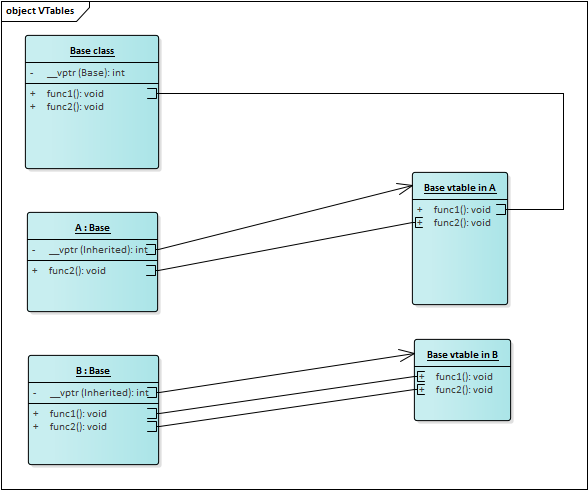 object VTables
Base class
- __vptr (Base): int
+ func1(): void
+ func2(): void
A : Base
- __vptr (Inherited): int
+ func2(): void
B : Base
- __vptr (Inherited): int
+ func1(): void
+ func2(): void
Base vtable in A
+ func1(): void
+ func2(): void
Base vtable in B
+ func1(): void
+ func2(): void